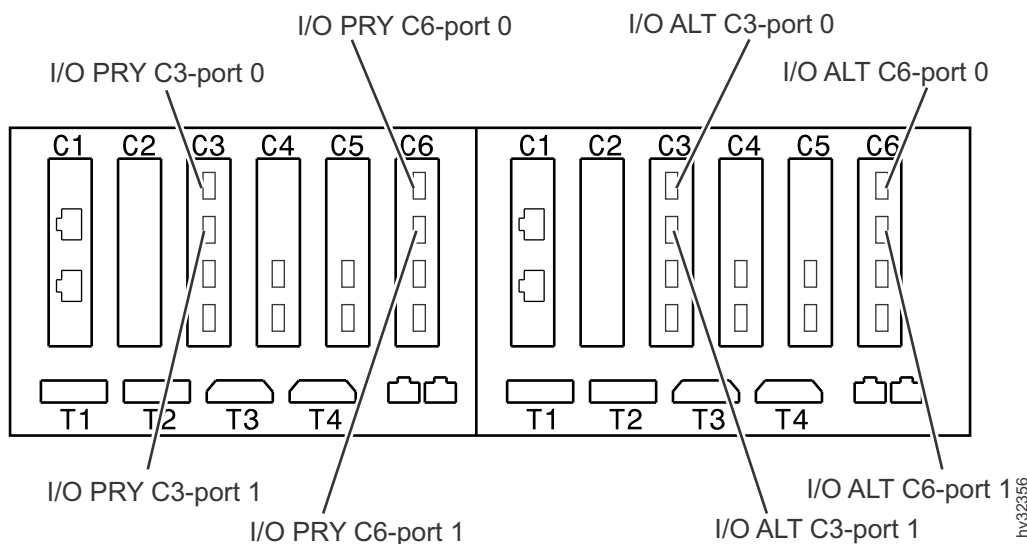 I/O PRY C6-port 0
I/O ALT C3-port 0
I/O PRY C3-port 0
I/O ALT C6-port 0
C1 C2 C3 C4 C5 C6 C1 C2 C3 C4 C5 C6
T1 T2 T3 T4 T1 T2 T3 T4
I/O PRY C3-port 1
I/O ALT C6-port 1
I/O PRY C6-port 1
I/O ALT C3-port 1
hv32356